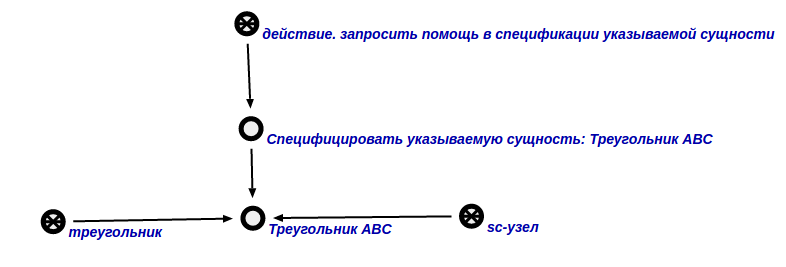 действие. запросить помощь в спецификации указываемой сущности
Специфицировать указываемую сущность: Треугольник ABC
треугольник
Треугольник ABC
sc-узел